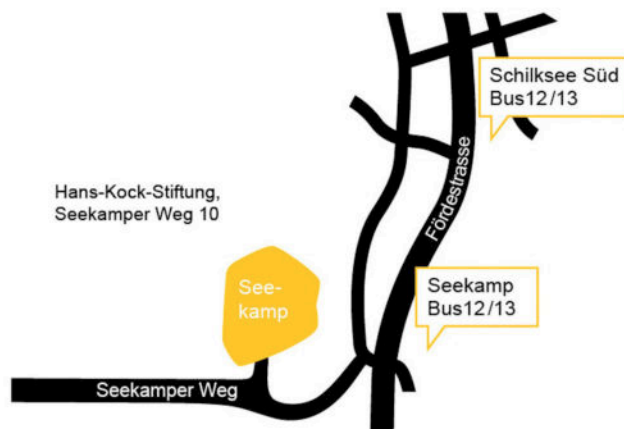 Schilksee Süd
Bus12/13
Fördestrasse
Hans-Kock-Stiftung,
Seekamper Weg 10
See-
kamp
Seekamp
Bus12/13
Seekamper Weg